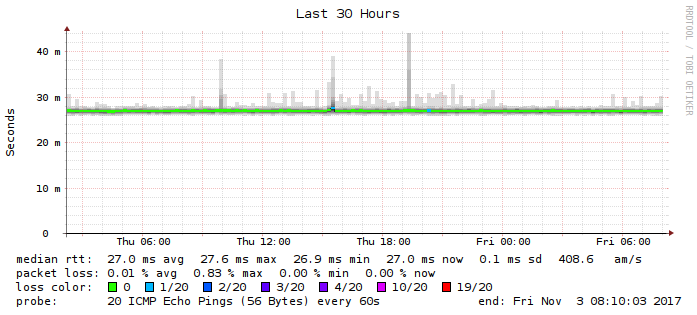 Last 30 Hours
RRDTOOL / TOBI OETIKER
Seconds
40 m
30 m
20 m
10 m
0
Thu 06:00 Thu 12:00 Thu 18:00 Fri 00:00 Fri 06:00
median rtt: 27.0 ms avg 27.6 ms max 26.9 ms min 27.0 ms now 0.1 ms sd 408.6 am/s
packet loss: 0.01 % avg 0.83 % max 0.00 % min 0.00 % now
loss color: 0 1/20 2/20 3/20 4/20 10/20 19/20
probe: 20 ICMP Echo Pings (56 Bytes) every 60s end: Fri Nov 3 08:10:03 2017